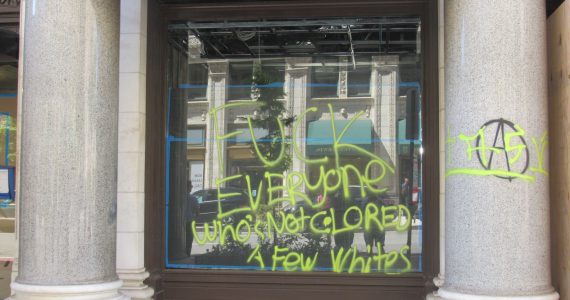 FUCK
EVERyonE
who's Not COLORED
A Few whites